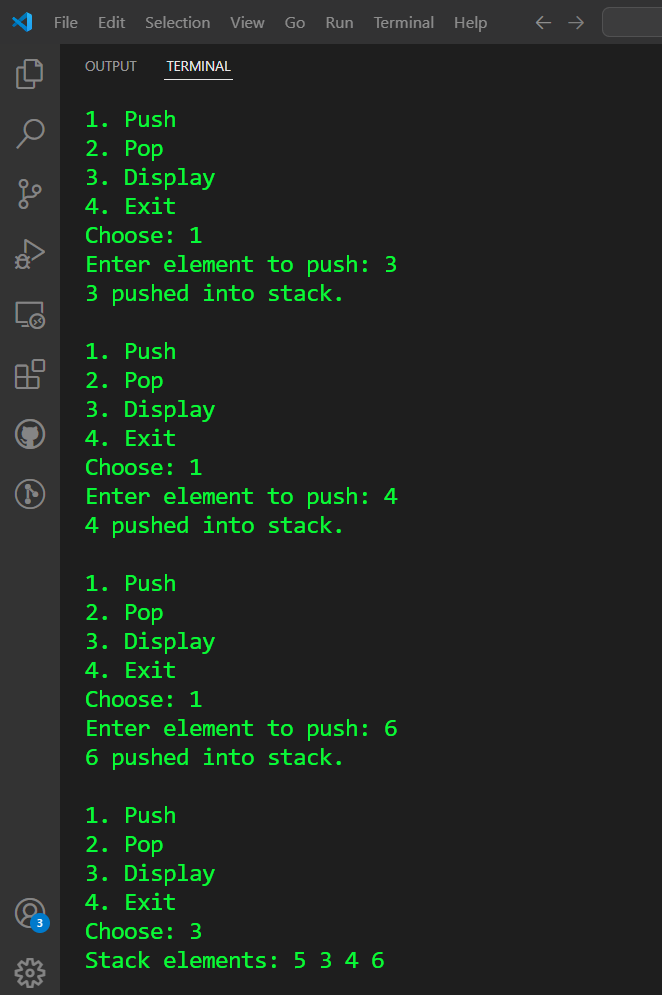 File Edit Selection View Go Run Terminal Help
OUTPUT TERMINAL
1. Push
2. Pop
3. Display
4. Exit
Choose: 1
Enter element to push: 3
3 pushed into stack.
1. Push
2. Pop
3. Display
4. Exit
Choose: 1
Enter element to push: 4
4 pushed into stack.
1. Push
2. Pop
3. Display
4. Exit
Choose: 1
Enter element to push: 6
6 pushed into stack.
1. Push
2. Pop
3. Display
4. Exit
Choose: 3
Stack elements: 5 3 4 6
3